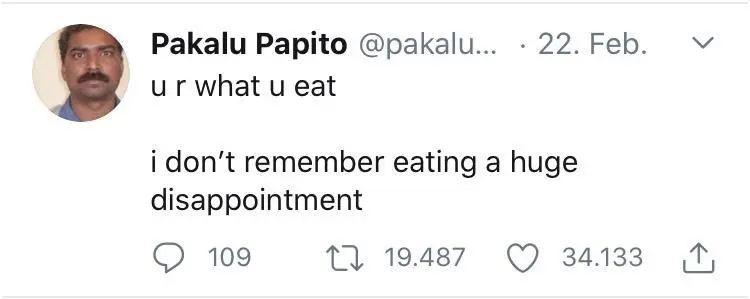 Pakalu Papito @pakalu... · 22. Feb.
u r what u eat
i don’t remember eating a huge
disappointment
109 19.487 34.133